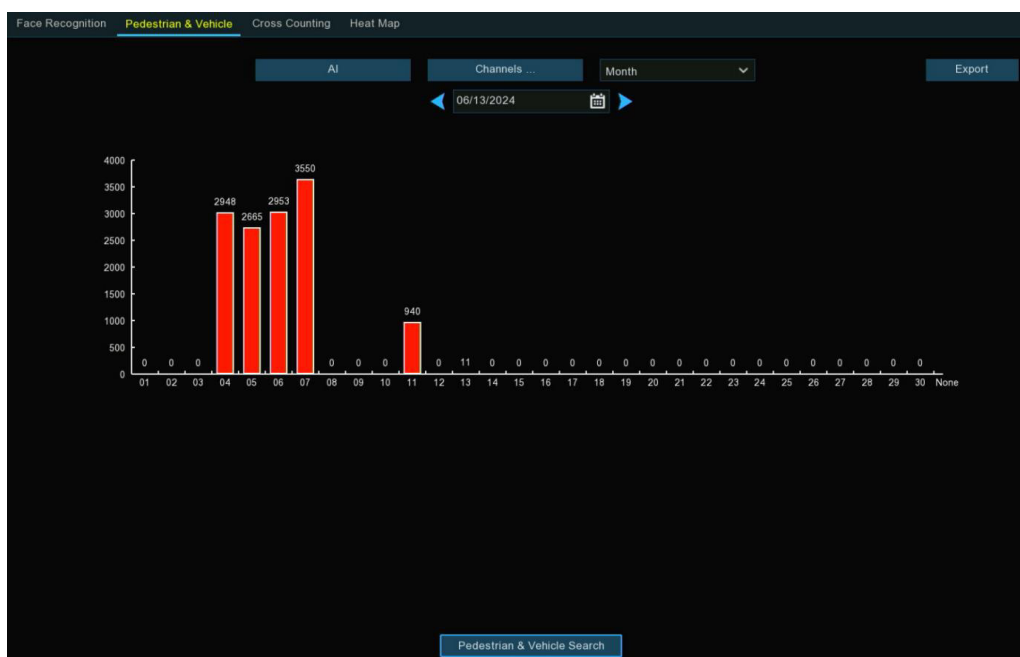 Face Recognition Pedestrian & Vehicle Cross Counting Heat Map
AI Channels ... Month Export
06/13/2024
4000
3550
3500
2948 2953
3000
2665
2500
2000
1500
940
1000
500
0 0 0 0 0 0 0 11 0 0 0 0 0 0 0 0 0 0 0 0 0 0 0 0 0
0
01 02 03 04 05 06 07 08 09 10 11 12 13 14 15 16 17 18 19 20 21 22 23 24 25 26 27 28 29 30 None
Pedestrian & Vehicle Search